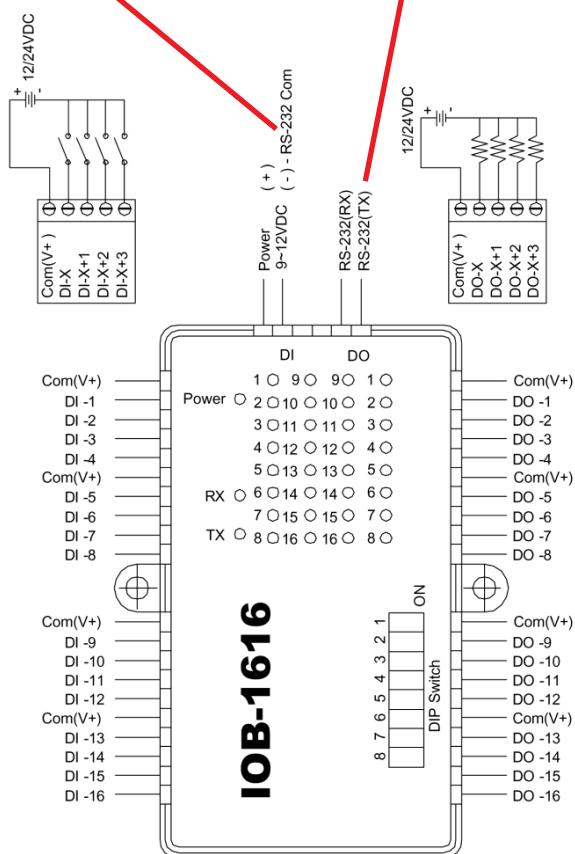 + - 12/24VDC
Com(V+)
DI-X
DI-X+1
DI-X+2
DI-X+3
Power (+)
9~12VDC (-) - RS-232 Com
RS-232(RX)
RS-232(TX)
+ - 12/24VDC
Com(V+)
DO-X
DO-X+1
DO-X+2
DO-X+3
DI DO
1 9 9 1
Power 2 10 10 2
3 11 11 3
4 12 12 4
5 13 13 5
RX 6 14 14 6
7 15 15 7
TX 8 16 16 8
Com(V+)
DI -1
DI -2
DI -3
DI -4
Com(V+)
DI -5
DI -6
DI -7
DI -8
Com(V+)
DI -9
DI -10
DI -11
DI -12
Com(V+)
DI -13
DI -14
DI -15
DI -16
IOB-1616
ON
1 2 3 4 5 6 7 8
DIP Switch
Com(V+)
DO -1
DO -2
DO -3
DO -4
Com(V+)
DO -5
DO -6
DO -7
DO -8
Com(V+)
DO -9
DO -10
DO -11
DO -12
Com(V+)
DO -13
DO -14
DO -15
DO -16